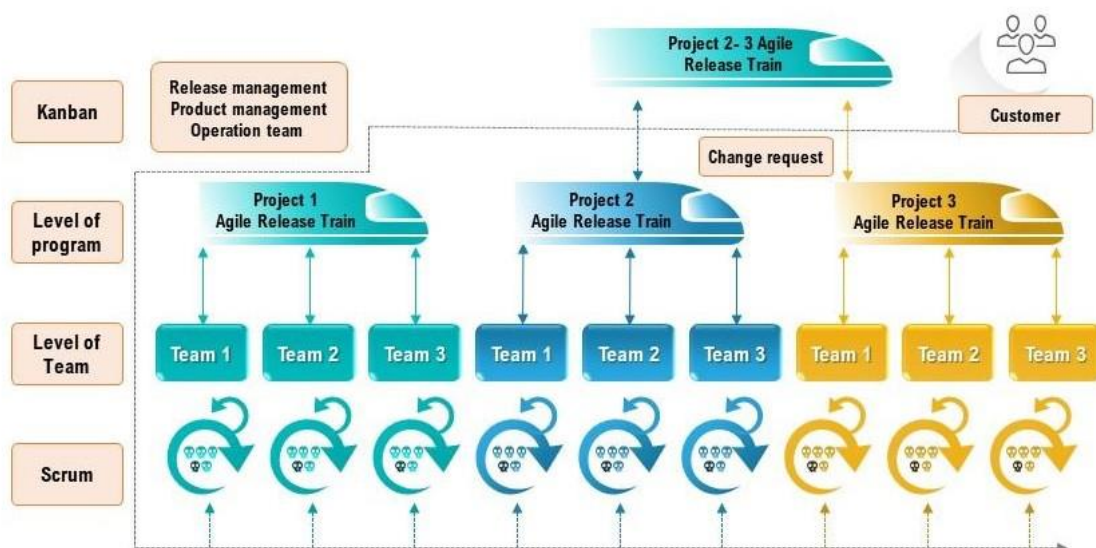 Project 2- 3 Agile
Release Train
Kanban
Release management
Product management
Operation team
Customer
Change request
Level of
program
Project 1
Agile Release Train
Project 2
Agile Release Train
Project 3
Agile Release Train
Level of
Team
Team 1
Team 2
Team 3
Team 1
Team 2
Team 3
Team 1
Team 2
Team 3
Scrum